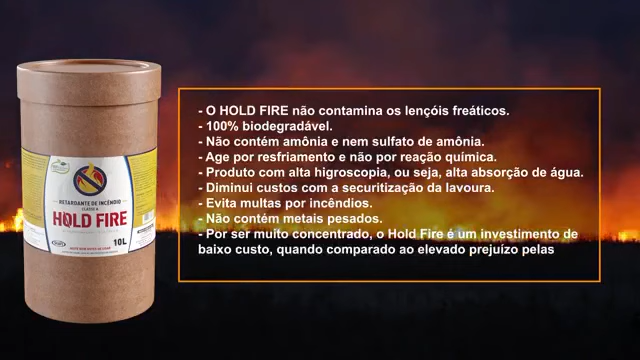 RETARDANTE DE INCÊNDIO
CLASSE A
HOLD FIRE
10L
- O HOLD FIRE não contamina os lençóis freáticos.
- 100% biodegradável.
- Não contém amônia e nem sulfato de amônia.
- Age por resfriamento e não por reação química.
- Produto com alta higroscopia, ou seja, alta absorção de água.
- Diminui custos com a securitização da lavoura.
- Evita multas por incêndios.
- Não contém metais pesados.
- Por ser muito concentrado, o Hold Fire é um investimento de
baixo custo, quando comparado ao elevado prejuízo pelas